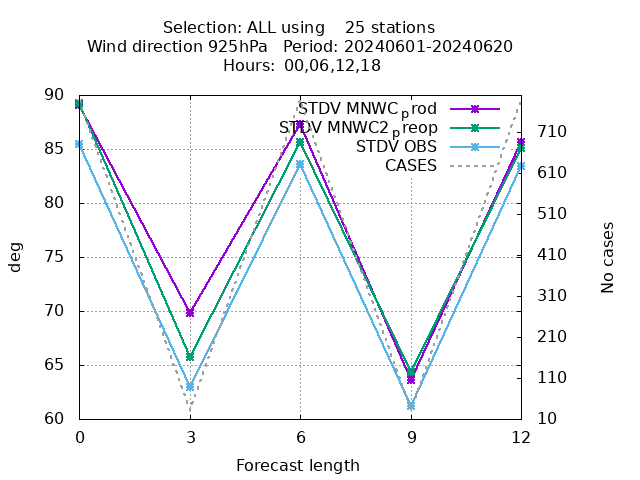 Selection: ALL using    25 stations
Wind direction 925hPa   Period: 20240601-20240620
Hours:  00,06,12,18
STDV MNWC_prod
STDV MNWC2_preop
STDV OBS
CASES
90
85
80
75
70
65
60
deg
710
610
510
410
310
210
110
10
No cases
0 3 6 9 12
Forecast length